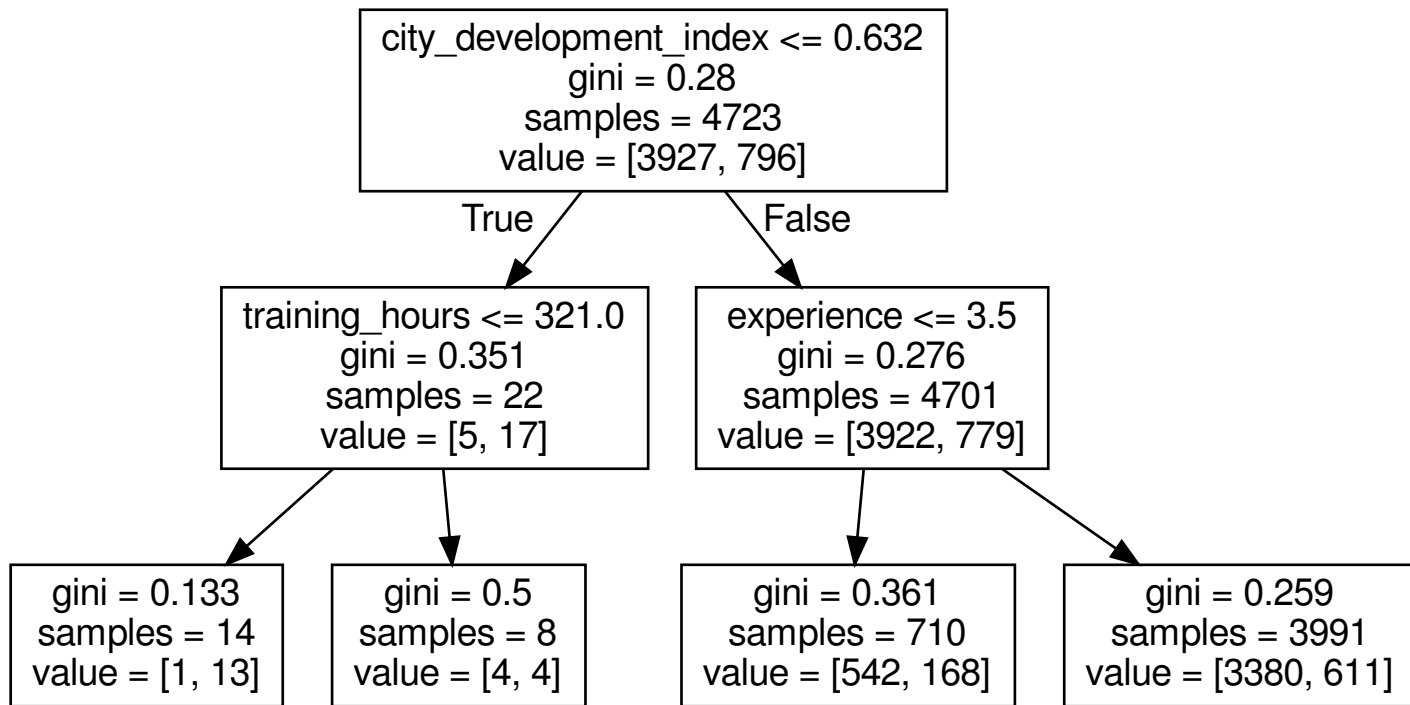 city_development_index <= 0.632
gini = 0.28
samples = 4723
value = [3927, 796]
True
False
training_hours <= 321.0
gini = 0.351
samples = 22
value = [5, 17]
experience <= 3.5
gini = 0.276
samples = 4701
value = [3922, 779]
gini = 0.133
samples = 14
value = [1, 13]
gini = 0.5
samples = 8
value = [4, 4]
gini = 0.361
samples = 710
value = [542, 168]
gini = 0.259
samples = 3991
value = [3380, 611]